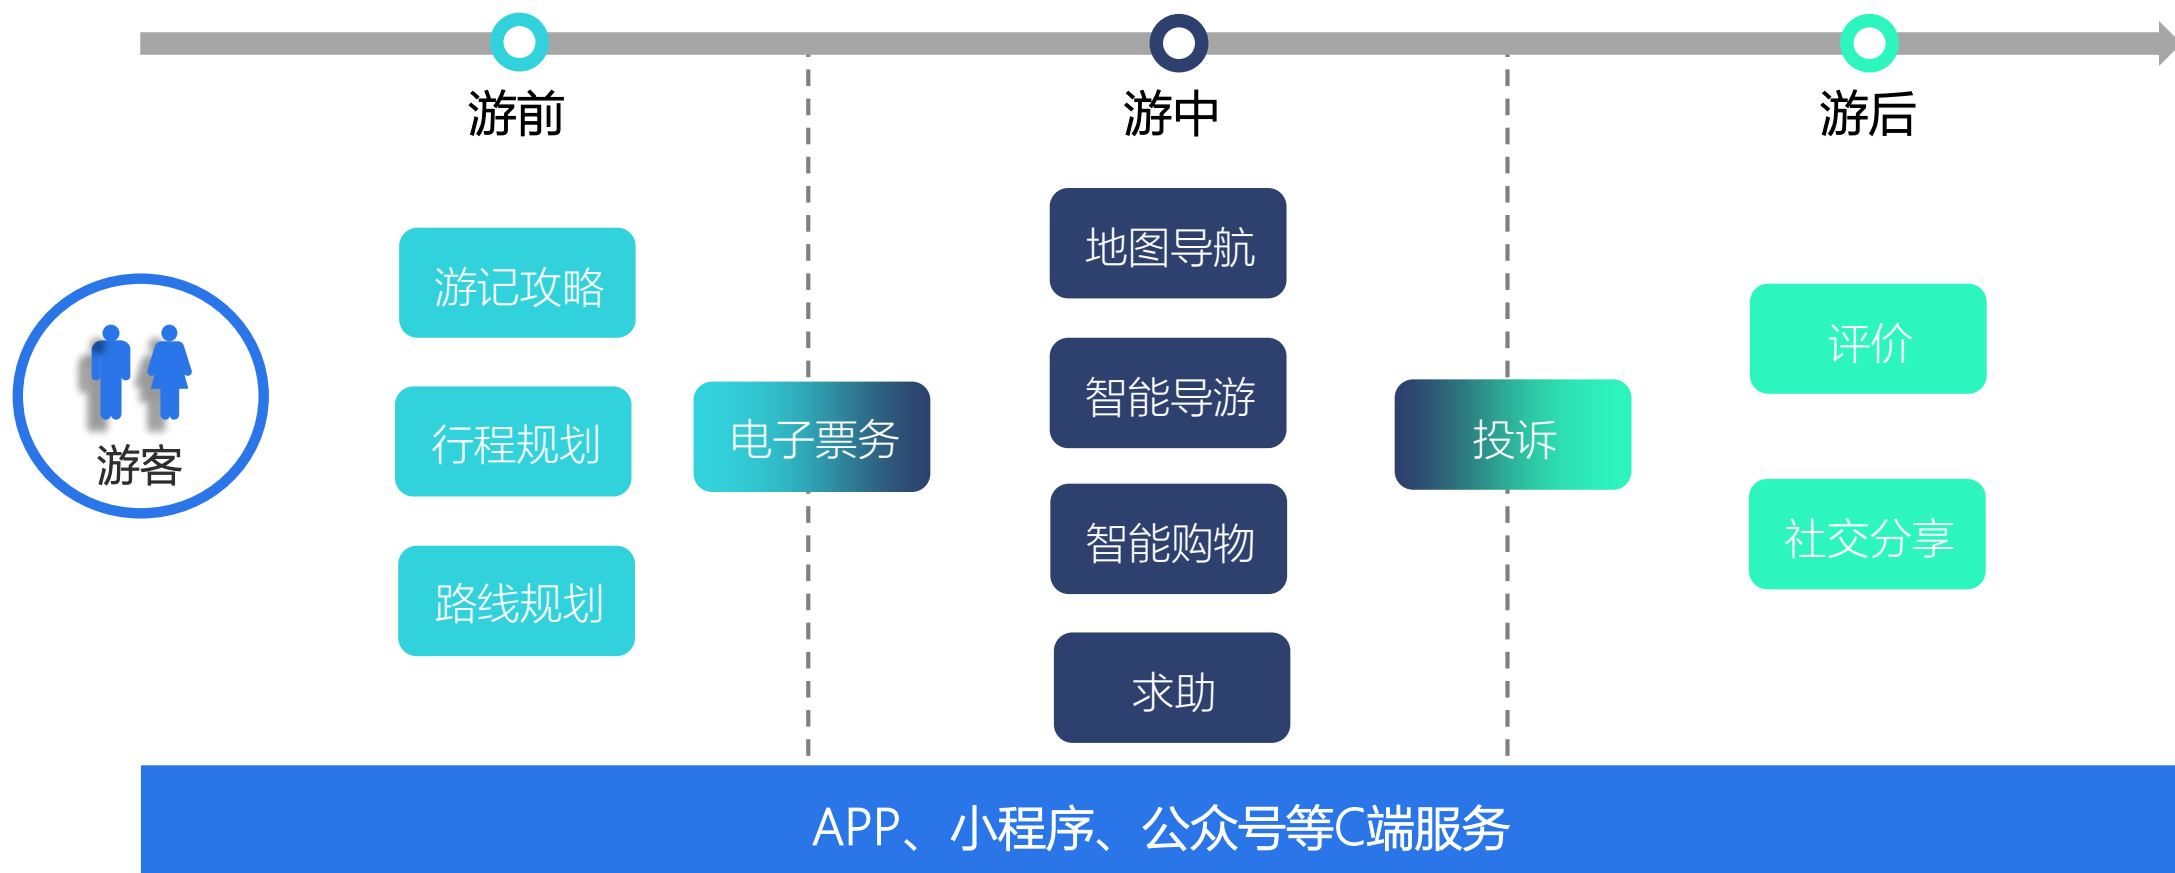 游前
游中
游后
游客
游记攻略
行程规划
路线规划
电子票务
地图导航
智能导游
智能购物
求助
投诉
评价
社交分享
APP、小程序、公众号等C端服务